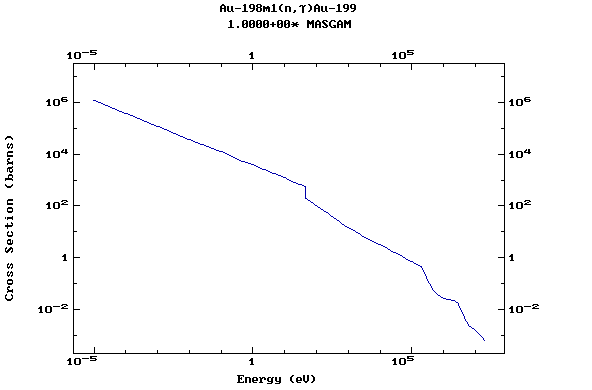 Au-198m1(n,γ)Au-199
1.0000+00* MASGAM
10-5 1 10 5
10 6 10 6
10 4 10 4
10 2 10 2
1 1
10-2 10-2
10-5 1 10 5
Cross Section (barns)
Energy (eV)